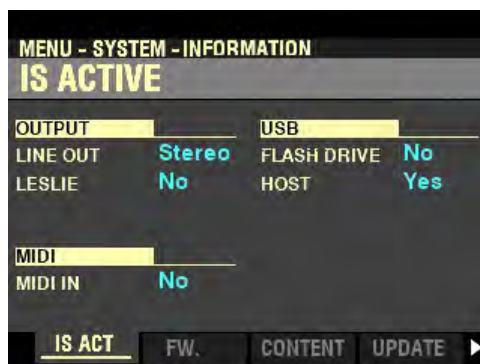 MENU - SYSTEM - INFORMATION
IS ACTIVE
OUTPUT
LINE OUT Stereo
LESLIE No
USB
FLASH DRIVE No
HOST Yes
MIDI
MIDI IN No
IS ACT FW. CONTENT UPDATE